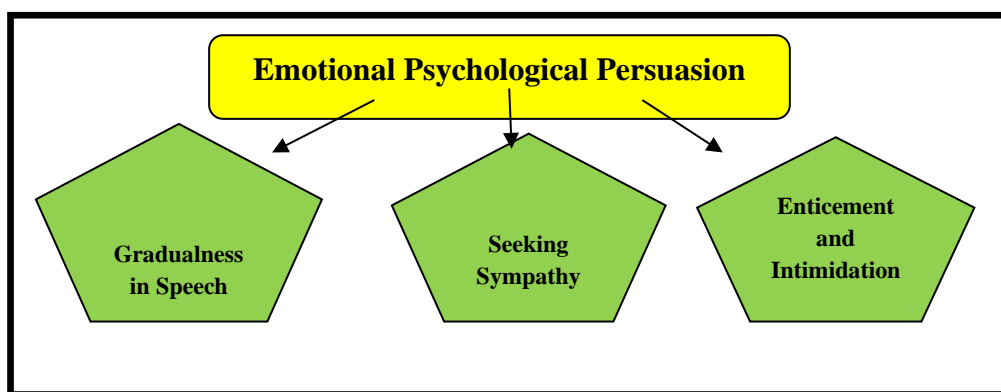 Emotional Psychological Persuasion
Gradualness
in Speech
Seeking
Sympathy
Enticement
and
Intimidation